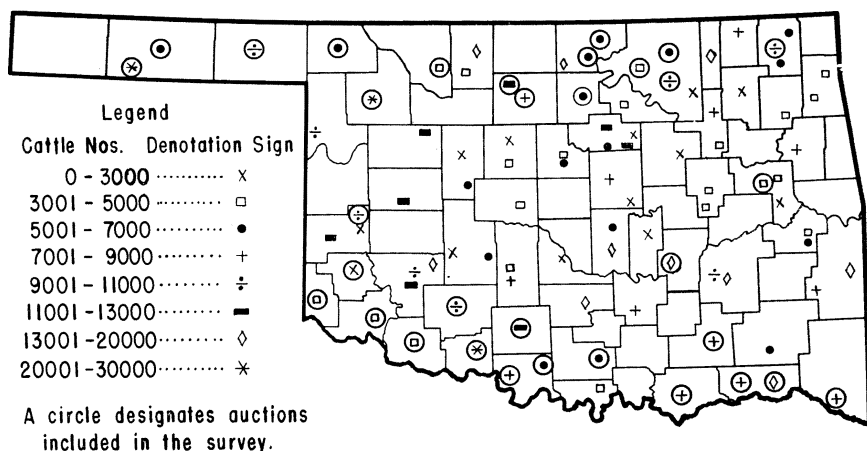 Legend
Cattle Nos. Denotation Sign
0 - 3000 ········· x
3001 - 5000 ······· □
5001 - 7000 ······· ●
7001 - 9000 ······· +
9001 - 11000 ······· ÷
11001 - 13000 ······· ▬
13001 - 20000 ······· ◊
20001 - 30000 ······· ✳
A circle designates auctions
included in the survey.